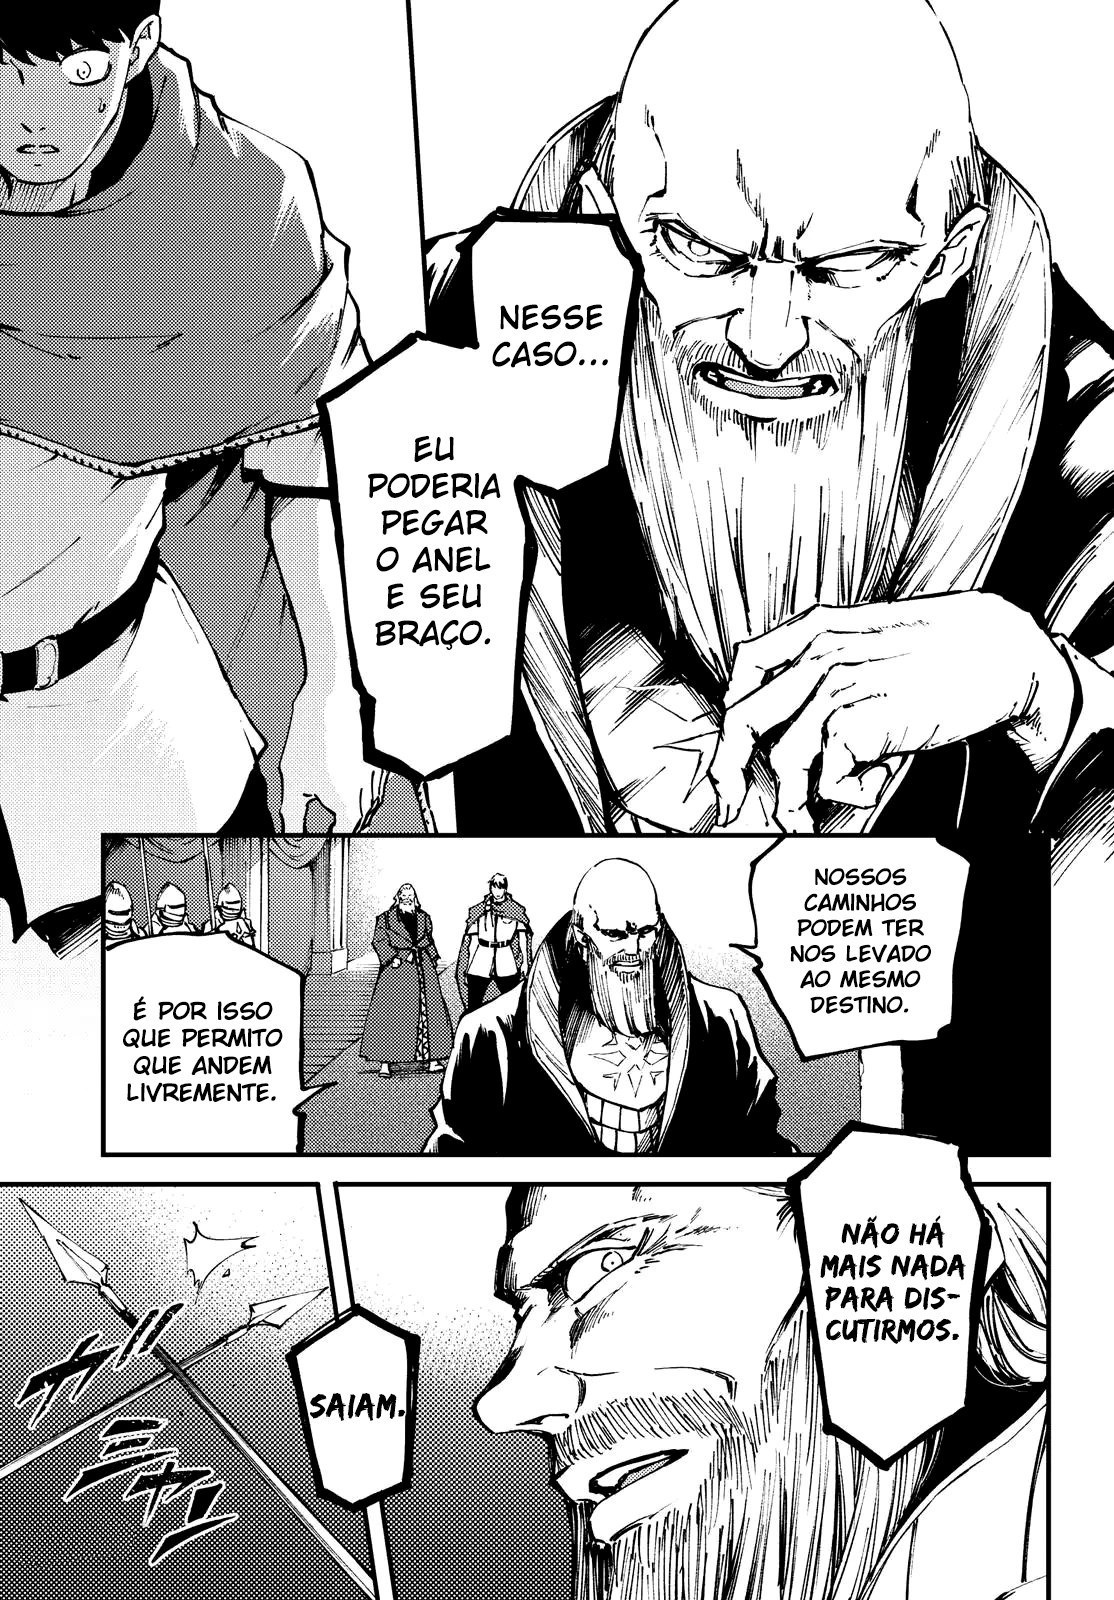 NESSE
CASO...
EU
PODERIA
PEGAR
O ANEL
E SEU
BRAÇO.
NOSSOS
CAMINHOS
PODEM TER
NOS LEVADO
AO MESMO
DESTINO.
É POR ISSO
QUE PERMITO
QUE ANDEM
LIVREMENTE.
NÃO HÁ
MAIS NADA
PARA DIS-
CUTIRMOS.
SAIAM.